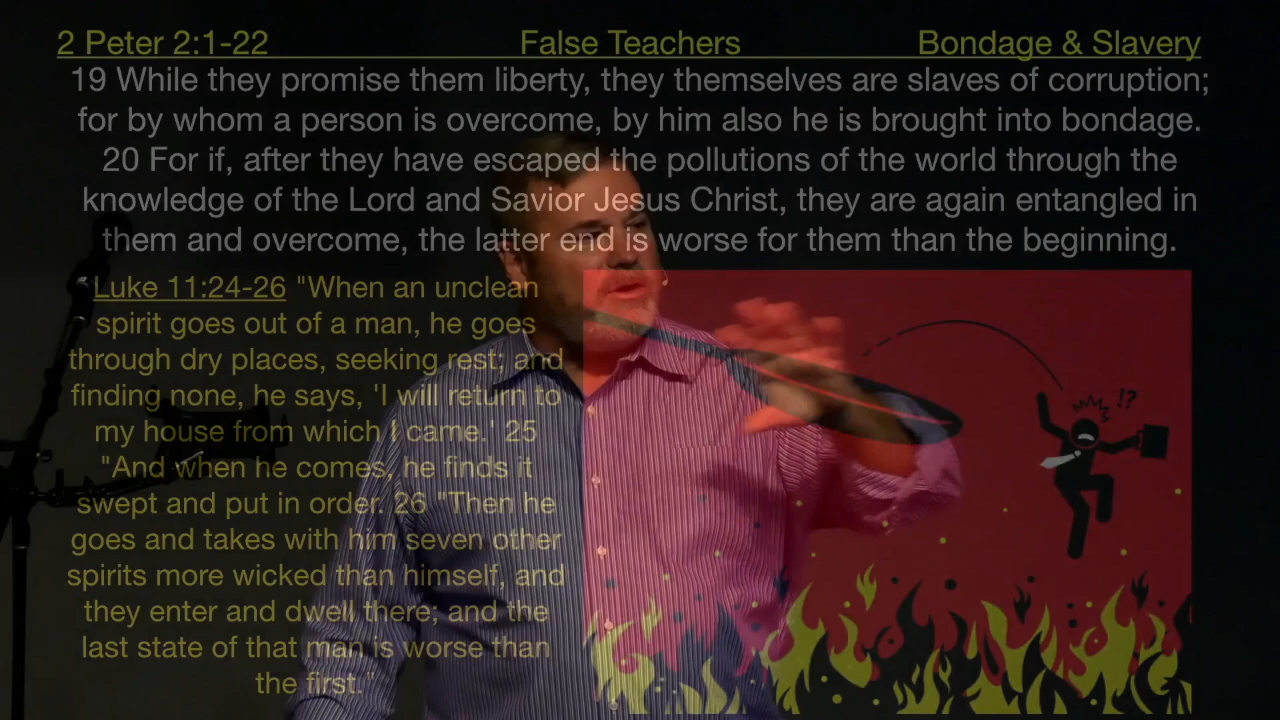 2 Peter 2:1-22 False Teachers Bondage & Slavery
19 While they promise them liberty, they themselves are slaves of corruption;
for by whom a person is overcome, by him also he is brought into bondage.
20 For if, after they have escaped the pollutions of the world through the
knowledge of the Lord and Savior Jesus Christ, they are again entangled in
them and overcome, the latter end is worse for them than the beginning.
Luke 11:24-26 "When an unclean
spirit goes out of a man, he goes
through dry places, seeking rest; and
finding none, he says, 'I will return to
my house from which I came.' 25
"And when he comes, he finds it
swept and put in order. 26 "Then he
goes and takes with him seven other
spirits more wicked than himself, and
they enter and dwell there; and the
last state of that man is worse than
the first."
!?